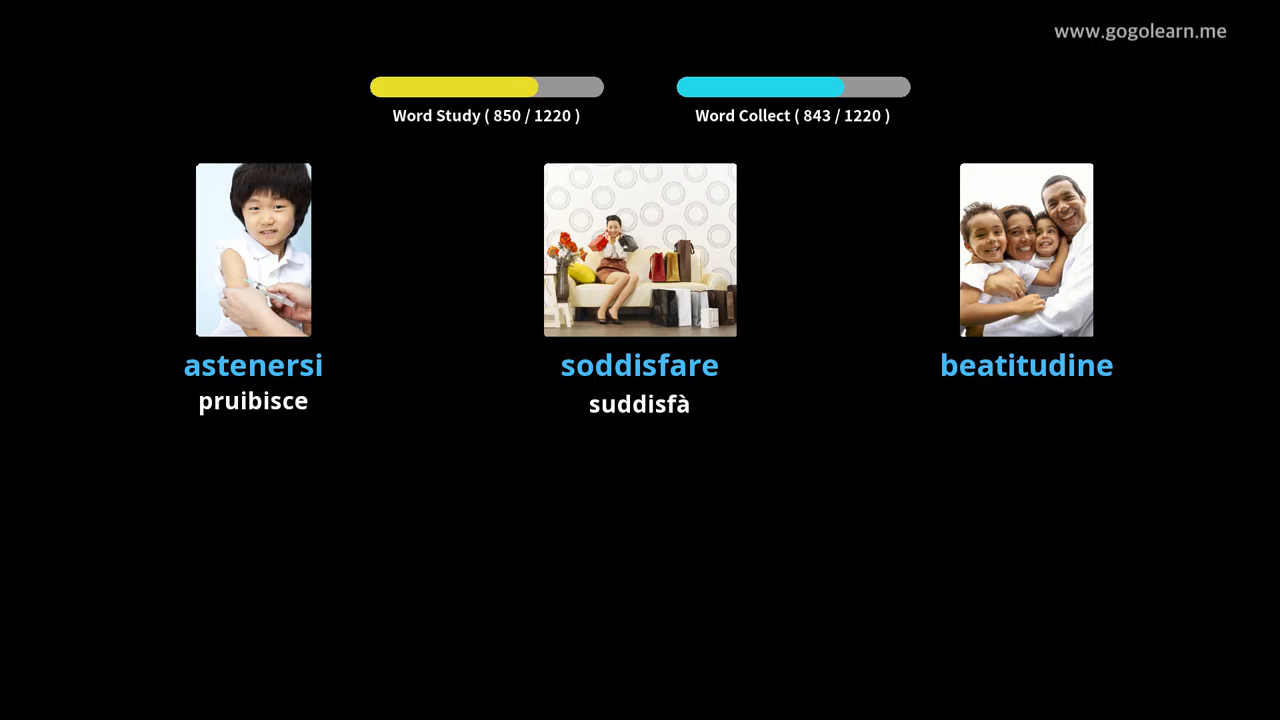 www.gogolearn.me
Word Study ( 850 / 1220 )
Word Collect ( 843 / 1220 )
astenersi
pruibisce
soddisfare
suddisfà
beatitudine